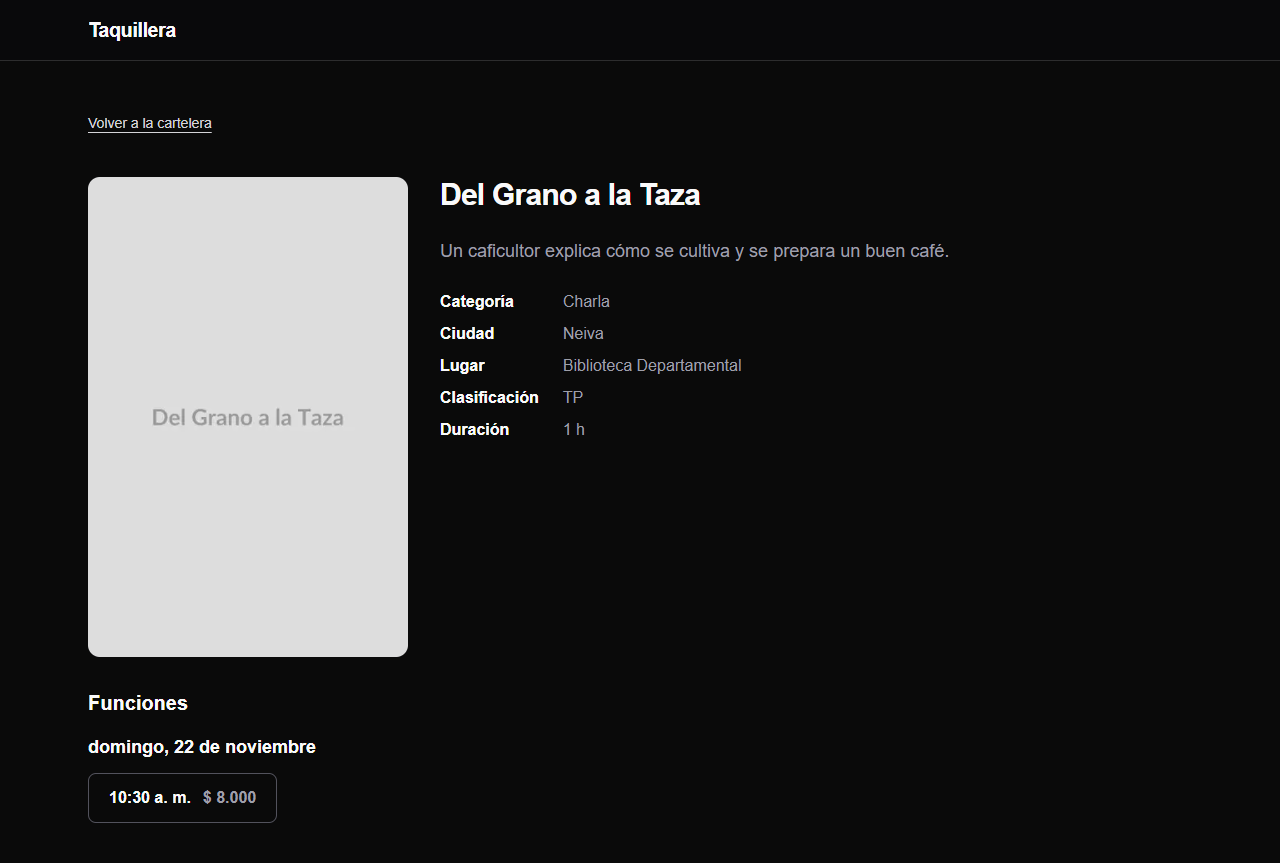 Taquillera
Volver a la cartelera
Del Grano a la Taza
Del Grano a la Taza
Un caficultor explica cómo se cultiva y se prepara un buen café.
Categoría Charla
Ciudad Neiva
Lugar Biblioteca Departamental
Clasificación TP
Duración 1 h
Funciones
domingo, 22 de noviembre
10:30 a. m. $ 8.000